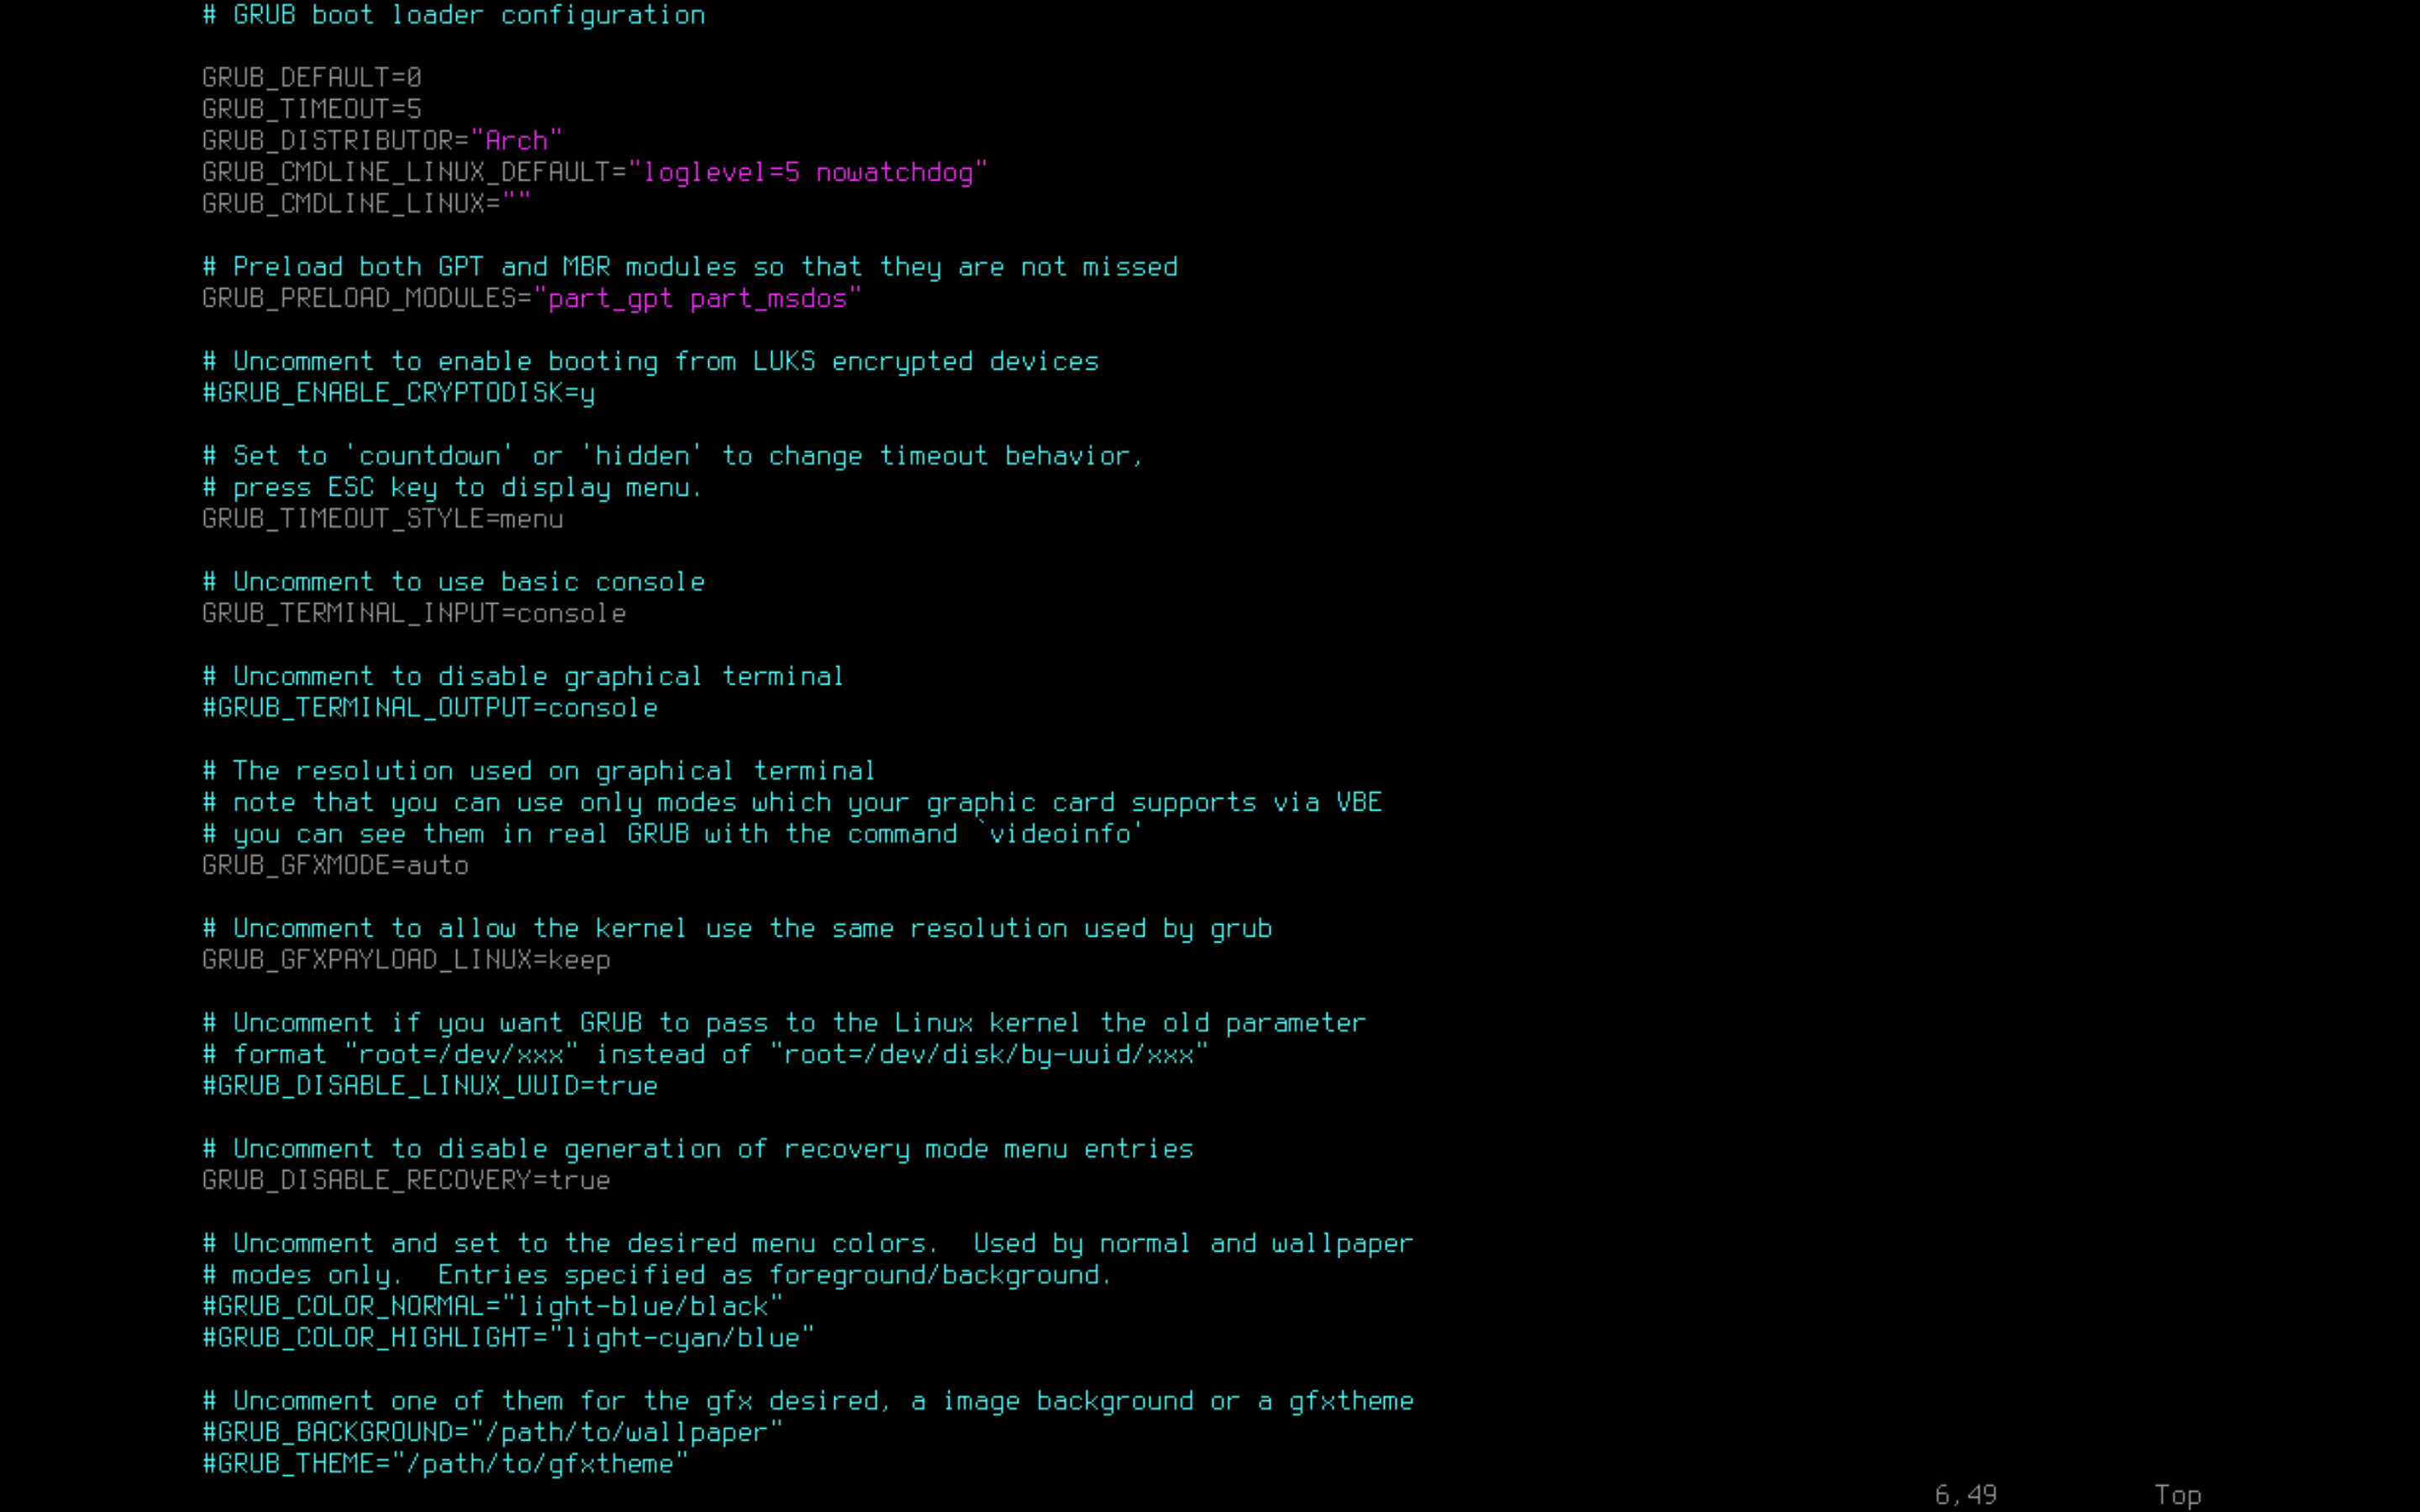 # GRUB boot loader configuration
GRUB_DEFAULT=0
GRUB_TIMEOUT=5
GRUB_DISTRIBUTOR="Arch"
GRUB_CMDLINE_LINUX_DEFAULT="loglevel=5 nowatchdog"
GRUB_CMDLINE_LINUX=""
# Preload both GPT and MBR modules so that they are not missed
GRUB_PRELOAD_MODULES="part_gpt part_msdos"
# Uncomment to enable booting from LUKS encrypted devices
#GRUB_ENABLE_CRYPTODISK=y
# Set to 'countdown' or 'hidden' to change timeout behavior,
# press ESC key to display menu.
GRUB_TIMEOUT_STYLE=menu
# Uncomment to use basic console
GRUB_TERMINAL_INPUT=console
# Uncomment to disable graphical terminal
#GRUB_TERMINAL_OUTPUT=console
# The resolution used on graphical terminal
# note that you can use only modes which your graphic card supports via VBE
# you can see them in real GRUB with the command `videoinfo'
GRUB_GFXMODE=auto
# Uncomment to allow the kernel use the same resolution used by grub
GRUB_GFXPAYLOAD_LINUX=keep
# Uncomment if you want GRUB to pass to the Linux kernel the old parameter
# format "root=/dev/xxx" instead of "root=/dev/disk/by-uuid/xxx"
#GRUB_DISABLE_LINUX_UUID=true
# Uncomment to disable generation of recovery mode menu entries
GRUB_DISABLE_RECOVERY=true
# Uncomment and set to the desired menu colors.  Used by normal and wallpaper
# modes only.  Entries specified as foreground/background.
#GRUB_COLOR_NORMAL="light-blue/black"
#GRUB_COLOR_HIGHLIGHT="light-cyan/blue"
# Uncomment one of them for the gfx desired, a image background or a gfxtheme
#GRUB_BACKGROUND="/path/to/wallpaper"
#GRUB_THEME="/path/to/gfxtheme"
6,49 Top